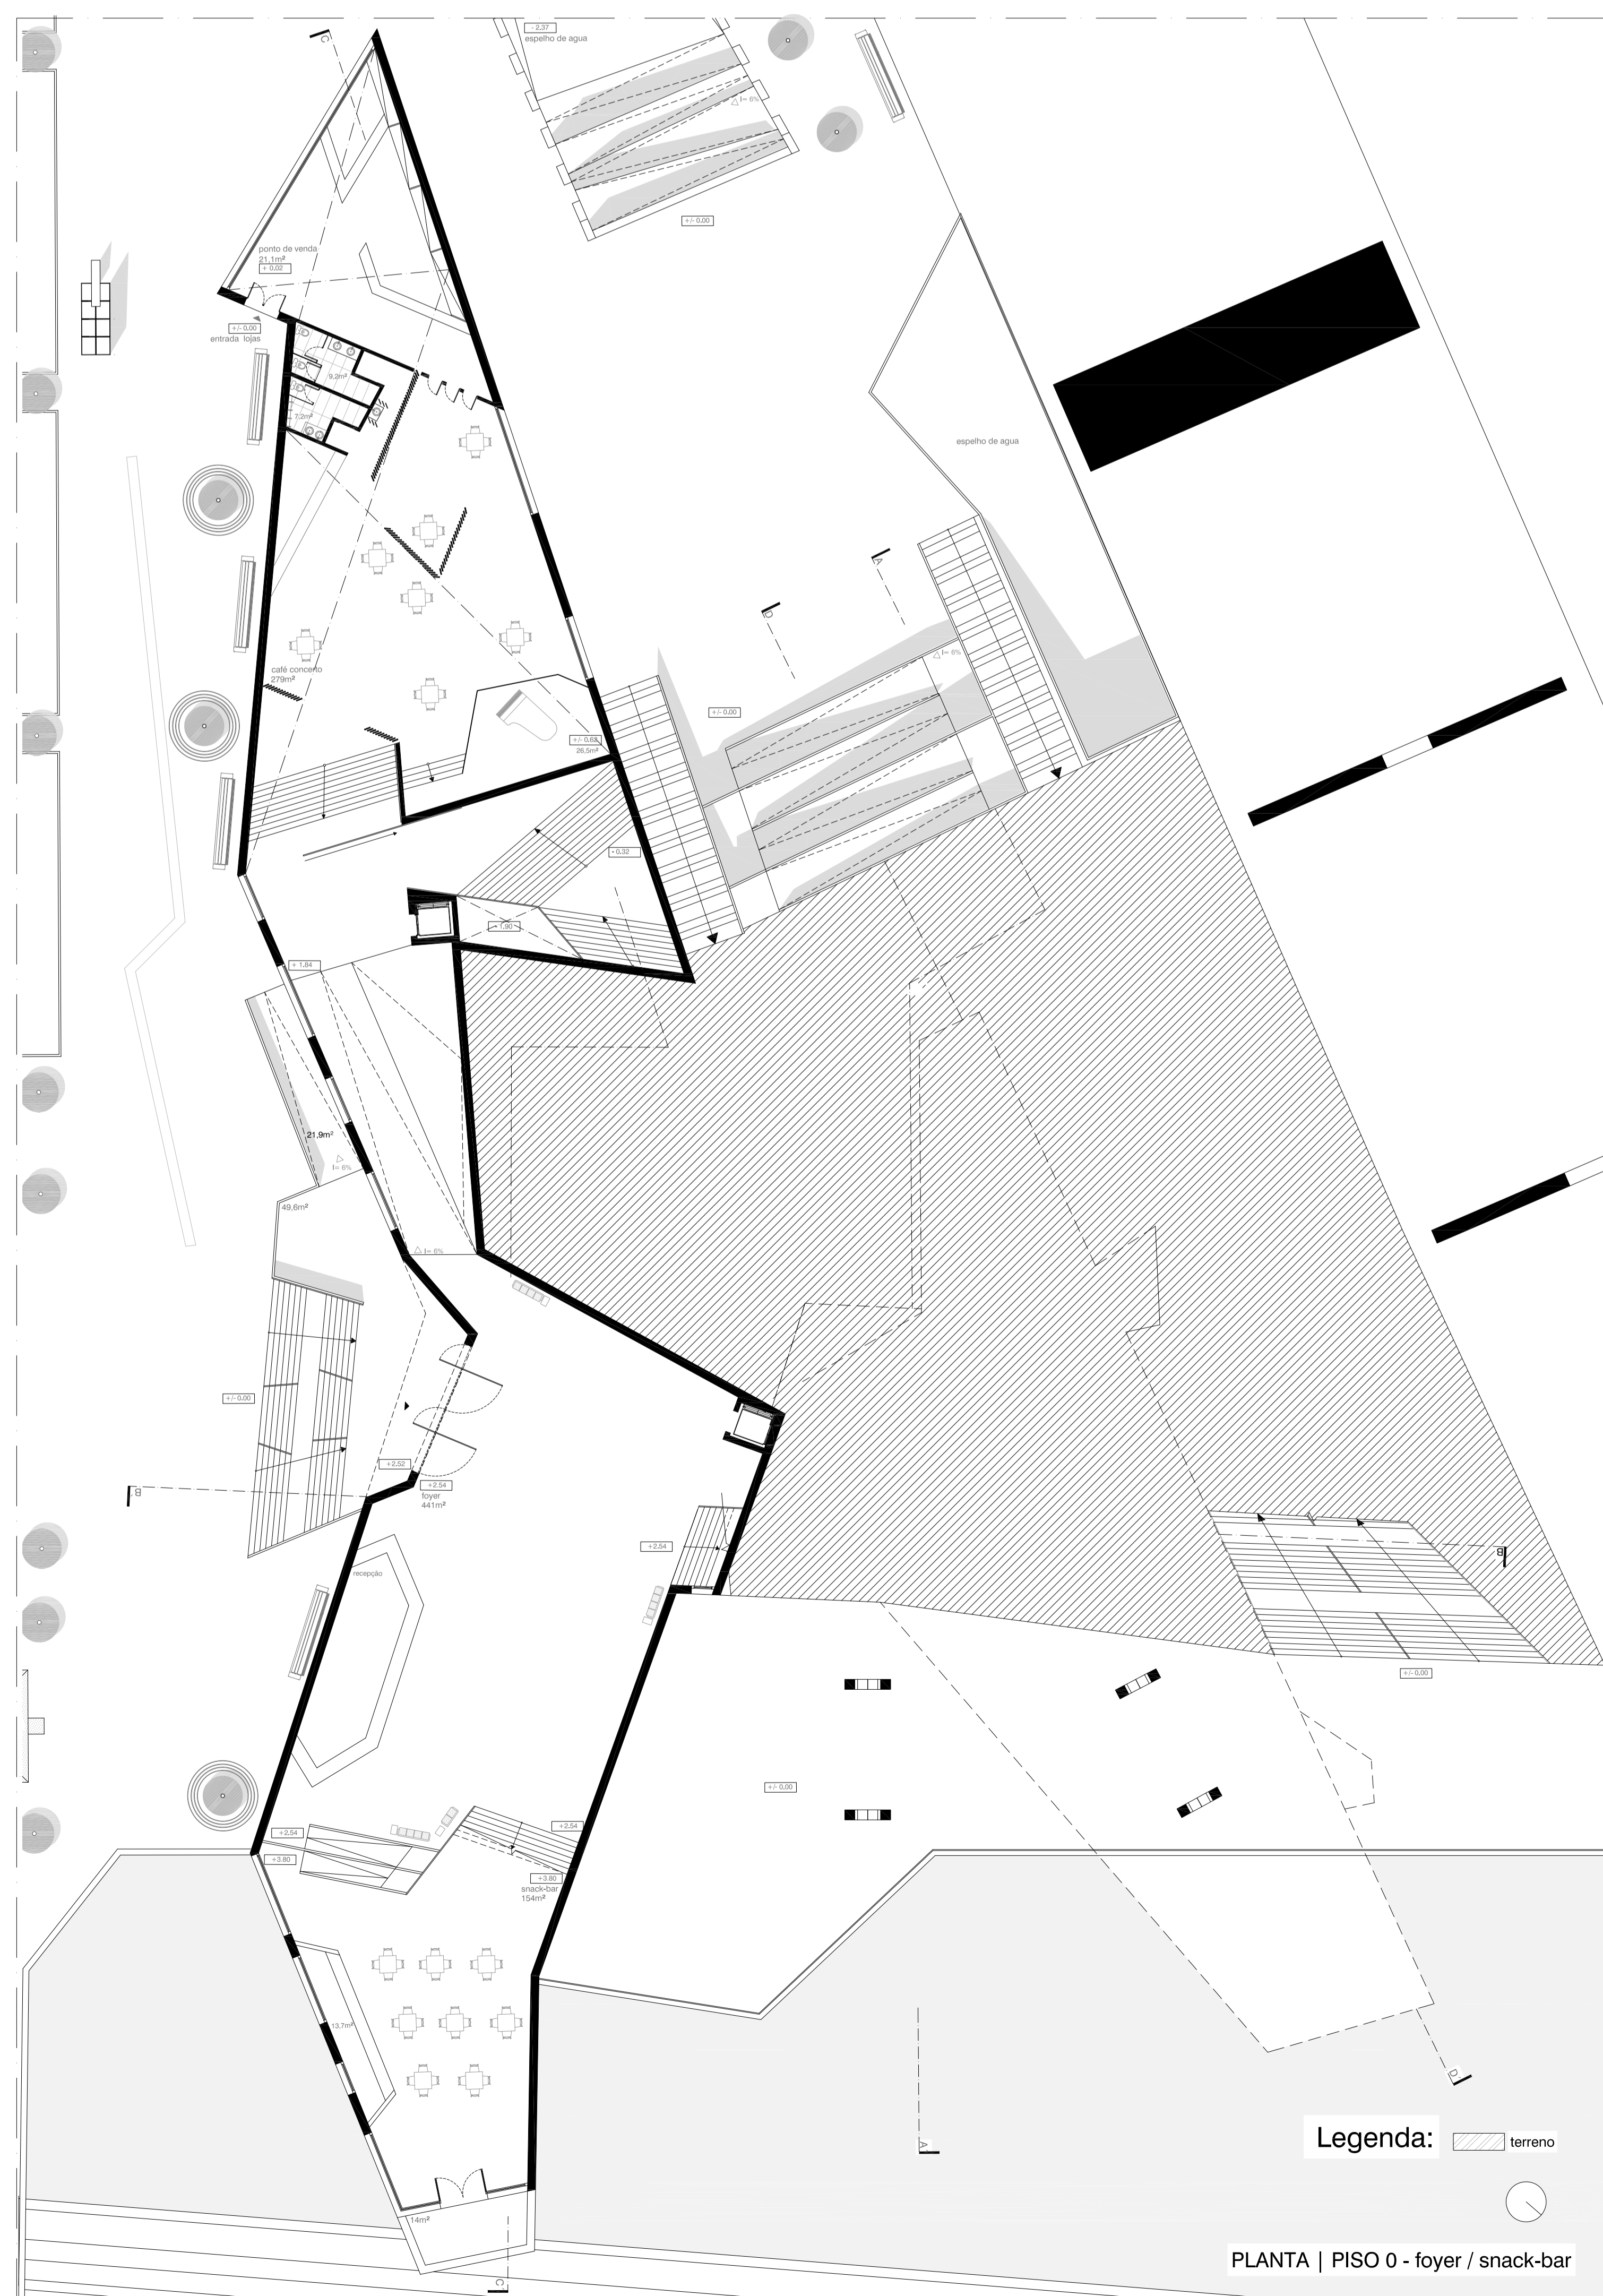 - 2,37
espelho de agua
C
I= 6%
+/- 0,00
ponto de venda
21,1m²
+ 0,02
+/- 0,00
entrada lojas
9,2m²
7,2m²
espelho de agua
A
D
I= 6%
café concerto
279m²
+/- 0,00
+/- 0,62
26,5m²
- 0,32
- 1,90
+ 1,84
21,9m²
I= 6%
49,6m²
I= 6%
+/- 0,00
+2,52
+2.54
foyer
441m²
B
+2.54
B
recepção
+/- 0,00
+/- 0,00
+2.54
+2.54
+3.80
+3.80
snack-bar
154m²
13,7m²
D
A
Legenda:
terreno
14m²
PLANTA | PISO 0 - foyer / snack-bar
C